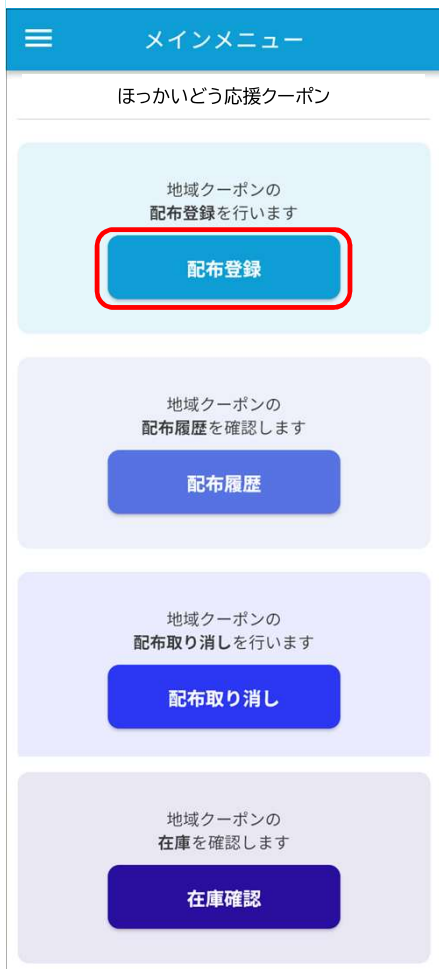 メインメニュー
ほっかいどう応援クーポン
地域クーポンの
配布登録を行います
配布登録
地域クーポンの
配布履歴を確認します
配布履歴
地域クーポンの
配布取り消しを行います
配布取り消し
地域クーポンの
在庫を確認します
在庫確認